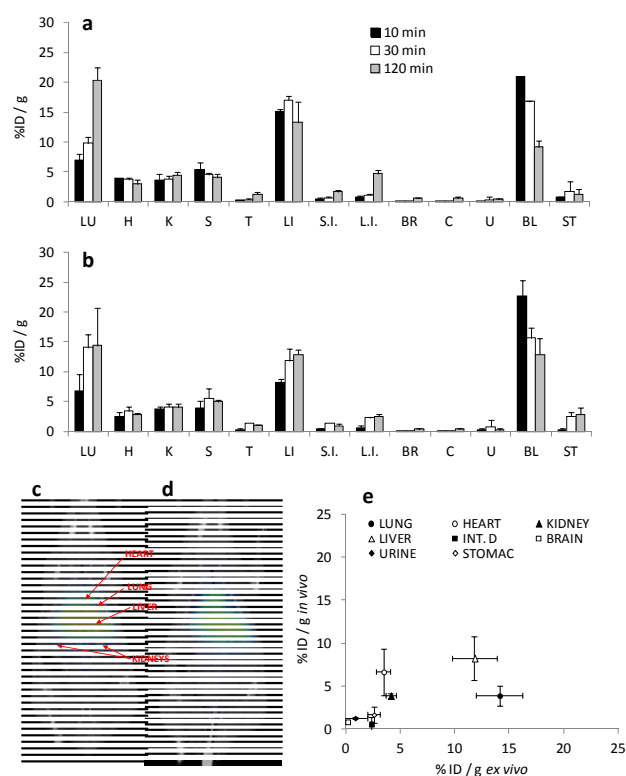 a
30
25
20
15
10
5
0
%ID / g
10 min
30 min
120 min
LU H K S T LI S.I. L.I. BR C U BL ST
b
30
25
20
15
10
5
0
%ID / g
LU H K S T LI S.I. L.I. BR C U BL ST
c d
HEART
LUNG
LIVER
KIDNEYS
e
25
20
15
10
5
0
% ID / g in vivo
LUNG HEART KIDNEY
LIVER INT. D BRAIN
URINE STOMAC
0 5 10 15 20 25
% ID / g ex vivo